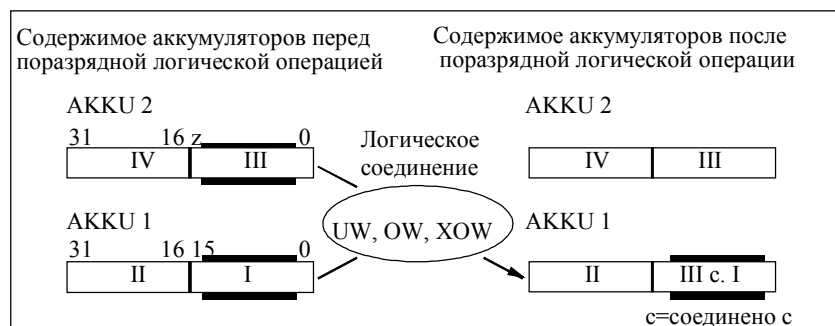 Содержимое аккумуляторов перед
поразрядной логической операцией
Содержимое аккумуляторов после
поразрядной логической операции
AKKU 2
31 16 z 0
IV III
Логическое
соединение
AKKU 2
IV III
AKKU 1
31 16 15 0
II I
UW, OW, XOW
AKKU 1
II III с. I
с=соединено с